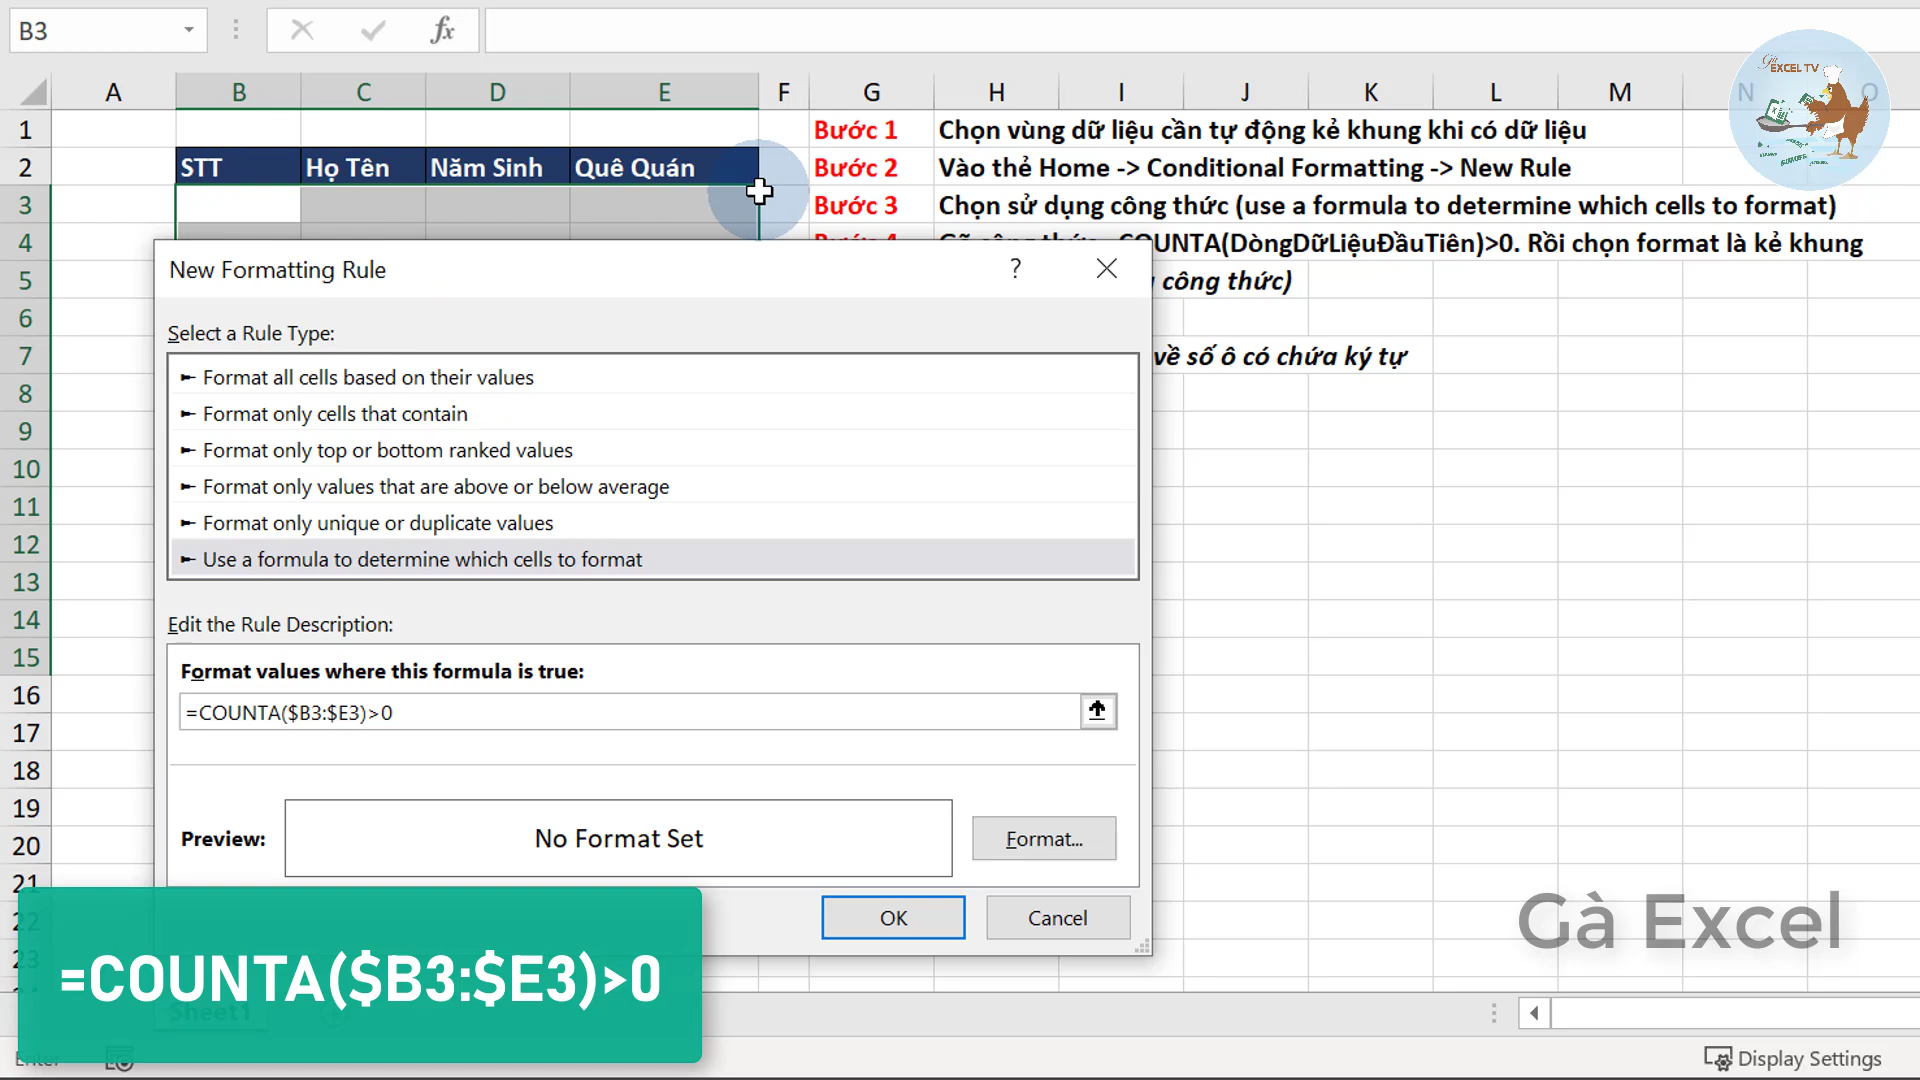 B3
fx
A B C D E F G H I J K L M N O
1 Bước 1 Chọn vùng dữ liệu cần tự động kẻ khung khi có dữ liệu
2 STT Họ Tên Năm Sinh Quê Quán Bước 2 Vào thẻ Home -> Conditional Formatting -> New Rule
3 Bước 3 Chọn sử dụng công thức (use a formula to determine which cells to format)
4 COUNTA(DòngDữLiệuĐầuTiên)>0. Rồi chọn format là kẻ khung
5 công thức)
6
7 về số ô có chứa ký tự
8
9
10
11
12
13
14
15
16
17
18
19
20
21
22
23
EXCEL TV
New Formatting Rule ?
Select a Rule Type:
► Format all cells based on their values
► Format only cells that contain
► Format only top or bottom ranked values
► Format only values that are above or below average
► Format only unique or duplicate values
► Use a formula to determine which cells to format
Edit the Rule Description:
Format values where this formula is true:
=COUNTA($B3:$E3)>0
Preview: No Format Set Format...
OK Cancel
Gà Excel
=COUNTA($B3:$E3)>0
Sheet1
Enter
Display Settings